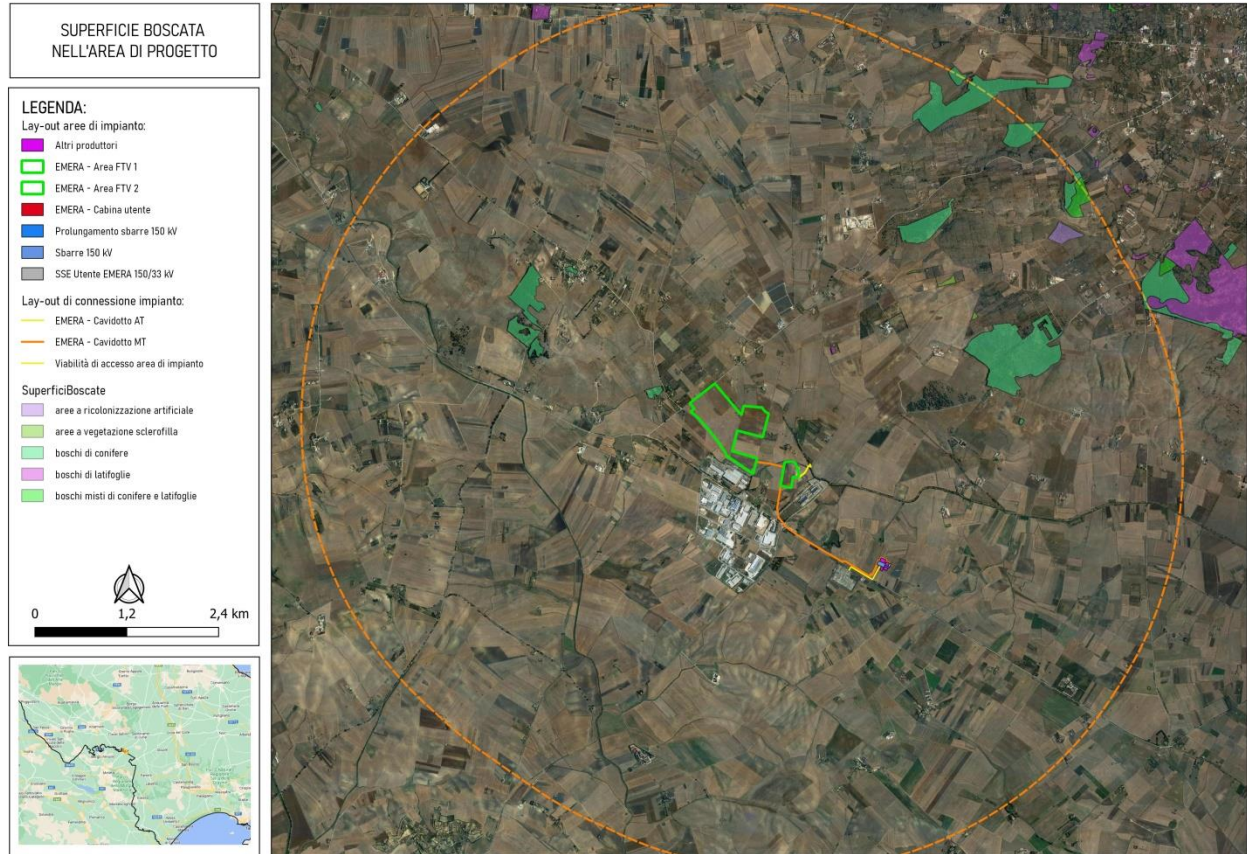 SUPERFICIE BOSCATA
NELL'AREA DI PROGETTO
LEGENDA:
Lay-out aree di impianto:
Altri produttori
EMERA - Area FTV 1
EMERA - Area FTV 2
EMERA - Cabina utente
Prolungamento sbarre 150 kV
Sbarre 150 kV
SSE Utente EMERA 150/33 kV
Lay-out di connessione impianto:
EMERA - Cavidotto AT
EMERA - Cavidotto MT
Viabilità di accesso area di impianto
SuperficiBoscate
aree a ricolonizzazione artificiale
aree a vegetazione sclerofilla
boschi di conifere
boschi di latifoglie
boschi misti di conifere e latifoglie
0 1,2 2,4 km